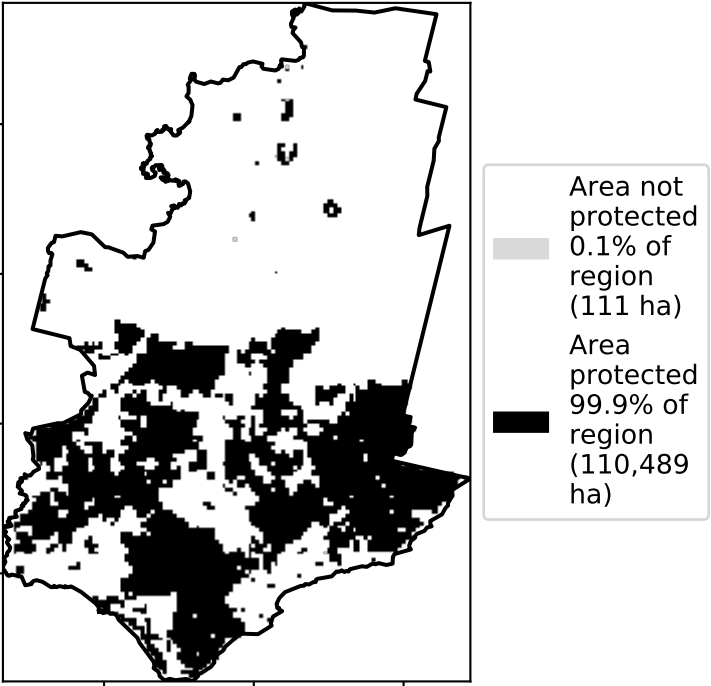 Area not
protected
0.1% of
region
(111 ha)
Area
protected
99.9% of
region
(110,489
ha)